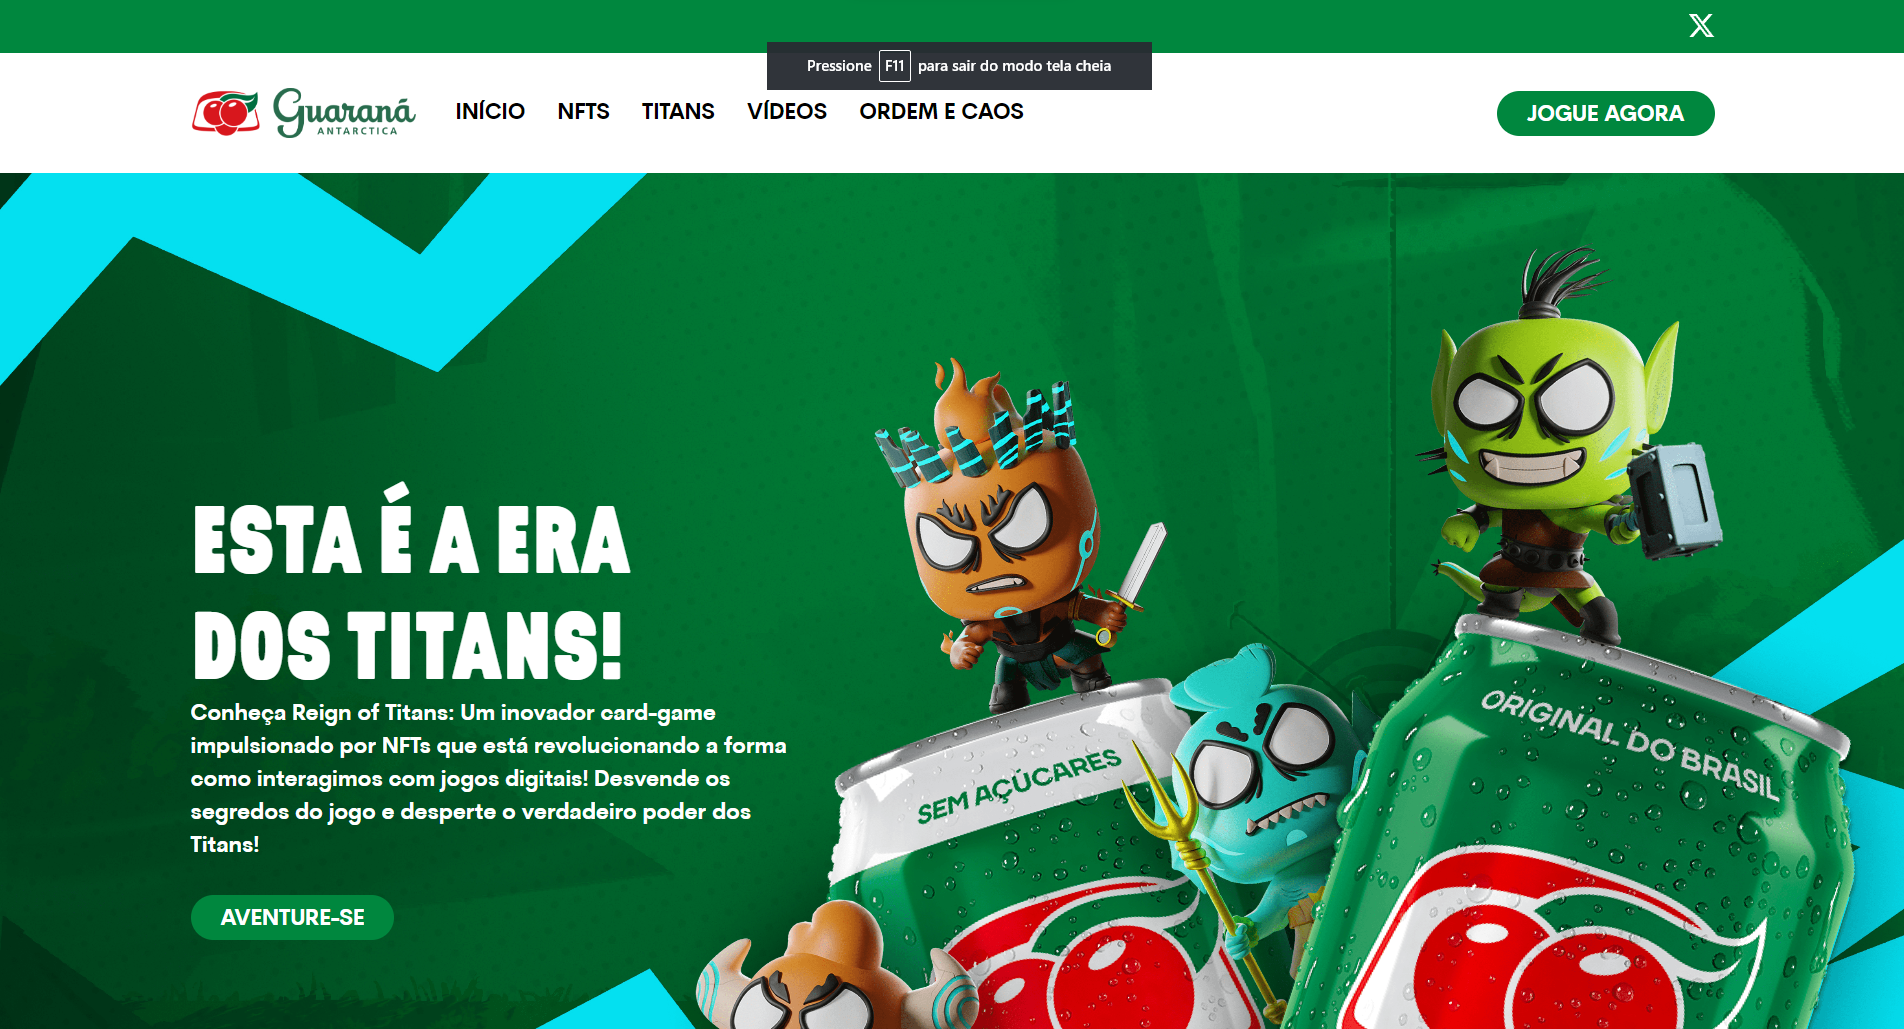 Pressione F11 para sair do modo tela cheia
Guaraná
ANTARCTICA
INÍCIO NFTS TITANS VÍDEOS ORDEM E CAOS
JOGUE AGORA
ESTA É A ERA
DOS TITANS!
Conheça Reign of Titans: Um inovador card-game
impulsionado por NFTs que está revolucionando a forma
como interagimos com jogos digitais! Desvende os
segredos do jogo e desperte o verdadeiro poder dos
Titans!
AVENTURE-SE
SEM AÇÚCARES
ORIGINAL DO BRASIL